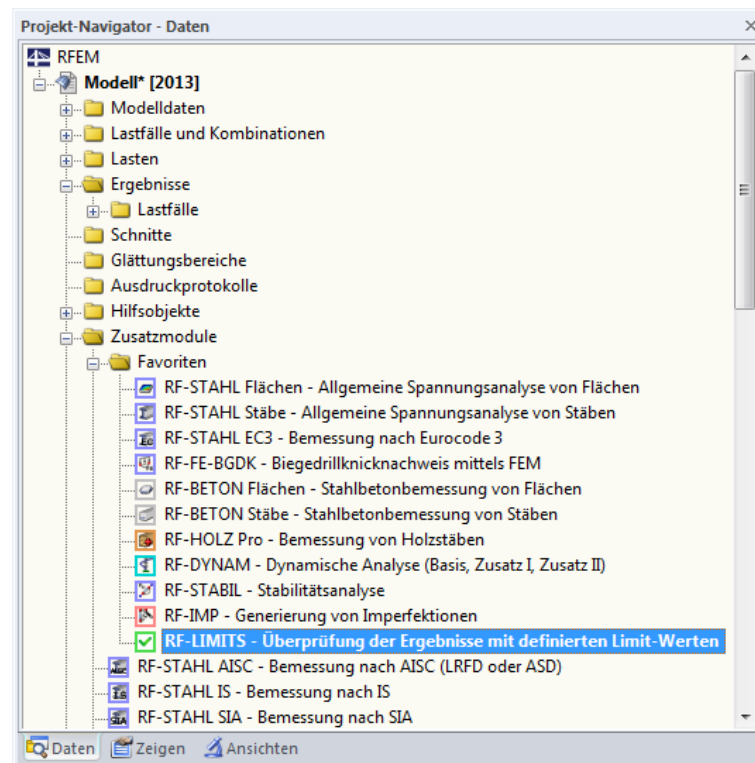 Projekt-Navigator - Daten
RFEM
Modell* [2013]
Modelldaten
Lastfälle und Kombinationen
Lasten
Ergebnisse
Lastfälle
Schnitte
Glättungsbereiche
Ausdruckprotokolle
Hilfsobjekte
Zusatzmodule
Favoriten
RF-STAHL Flächen - Allgemeine Spannungsanalyse von Flächen
RF-STAHL Stäbe - Allgemeine Spannungsanalyse von Stäben
RF-STAHL EC3 - Bemessung nach Eurocode 3
RF-FE-BGDK - Biegedrillknicknachweis mittels FEM
RF-BETON Flächen - Stahlbetonbemessung von Flächen
RF-BETON Stäbe - Stahlbetonbemessung von Stäben
RF-HOLZ Pro - Bemessung von Holzstäben
RF-DYNAM - Dynamische Analyse (Basis, Zusatz I, Zusatz II)
RF-STABIL - Stabilitätsanalyse
RF-IMP - Generierung von Imperfektionen
RF-LIMITS - Überprüfung der Ergebnisse mit definierten Limit-Werten
RF-STAHL AISC - Bemessung nach AISC (LRFD oder ASD)
RF-STAHL IS - Bemessung nach IS
RF-STAHL SIA - Bemessung nach SIA
Daten Zeigen Ansichten